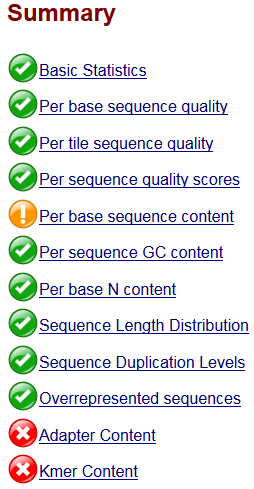 Summary
Basic Statistics
Per base sequence quality
Per tile sequence quality
Per sequence quality scores
Per base sequence content
Per sequence GC content
Per base N content
Sequence Length Distribution
Sequence Duplication Levels
Overrepresented sequences
Adapter Content
Kmer Content